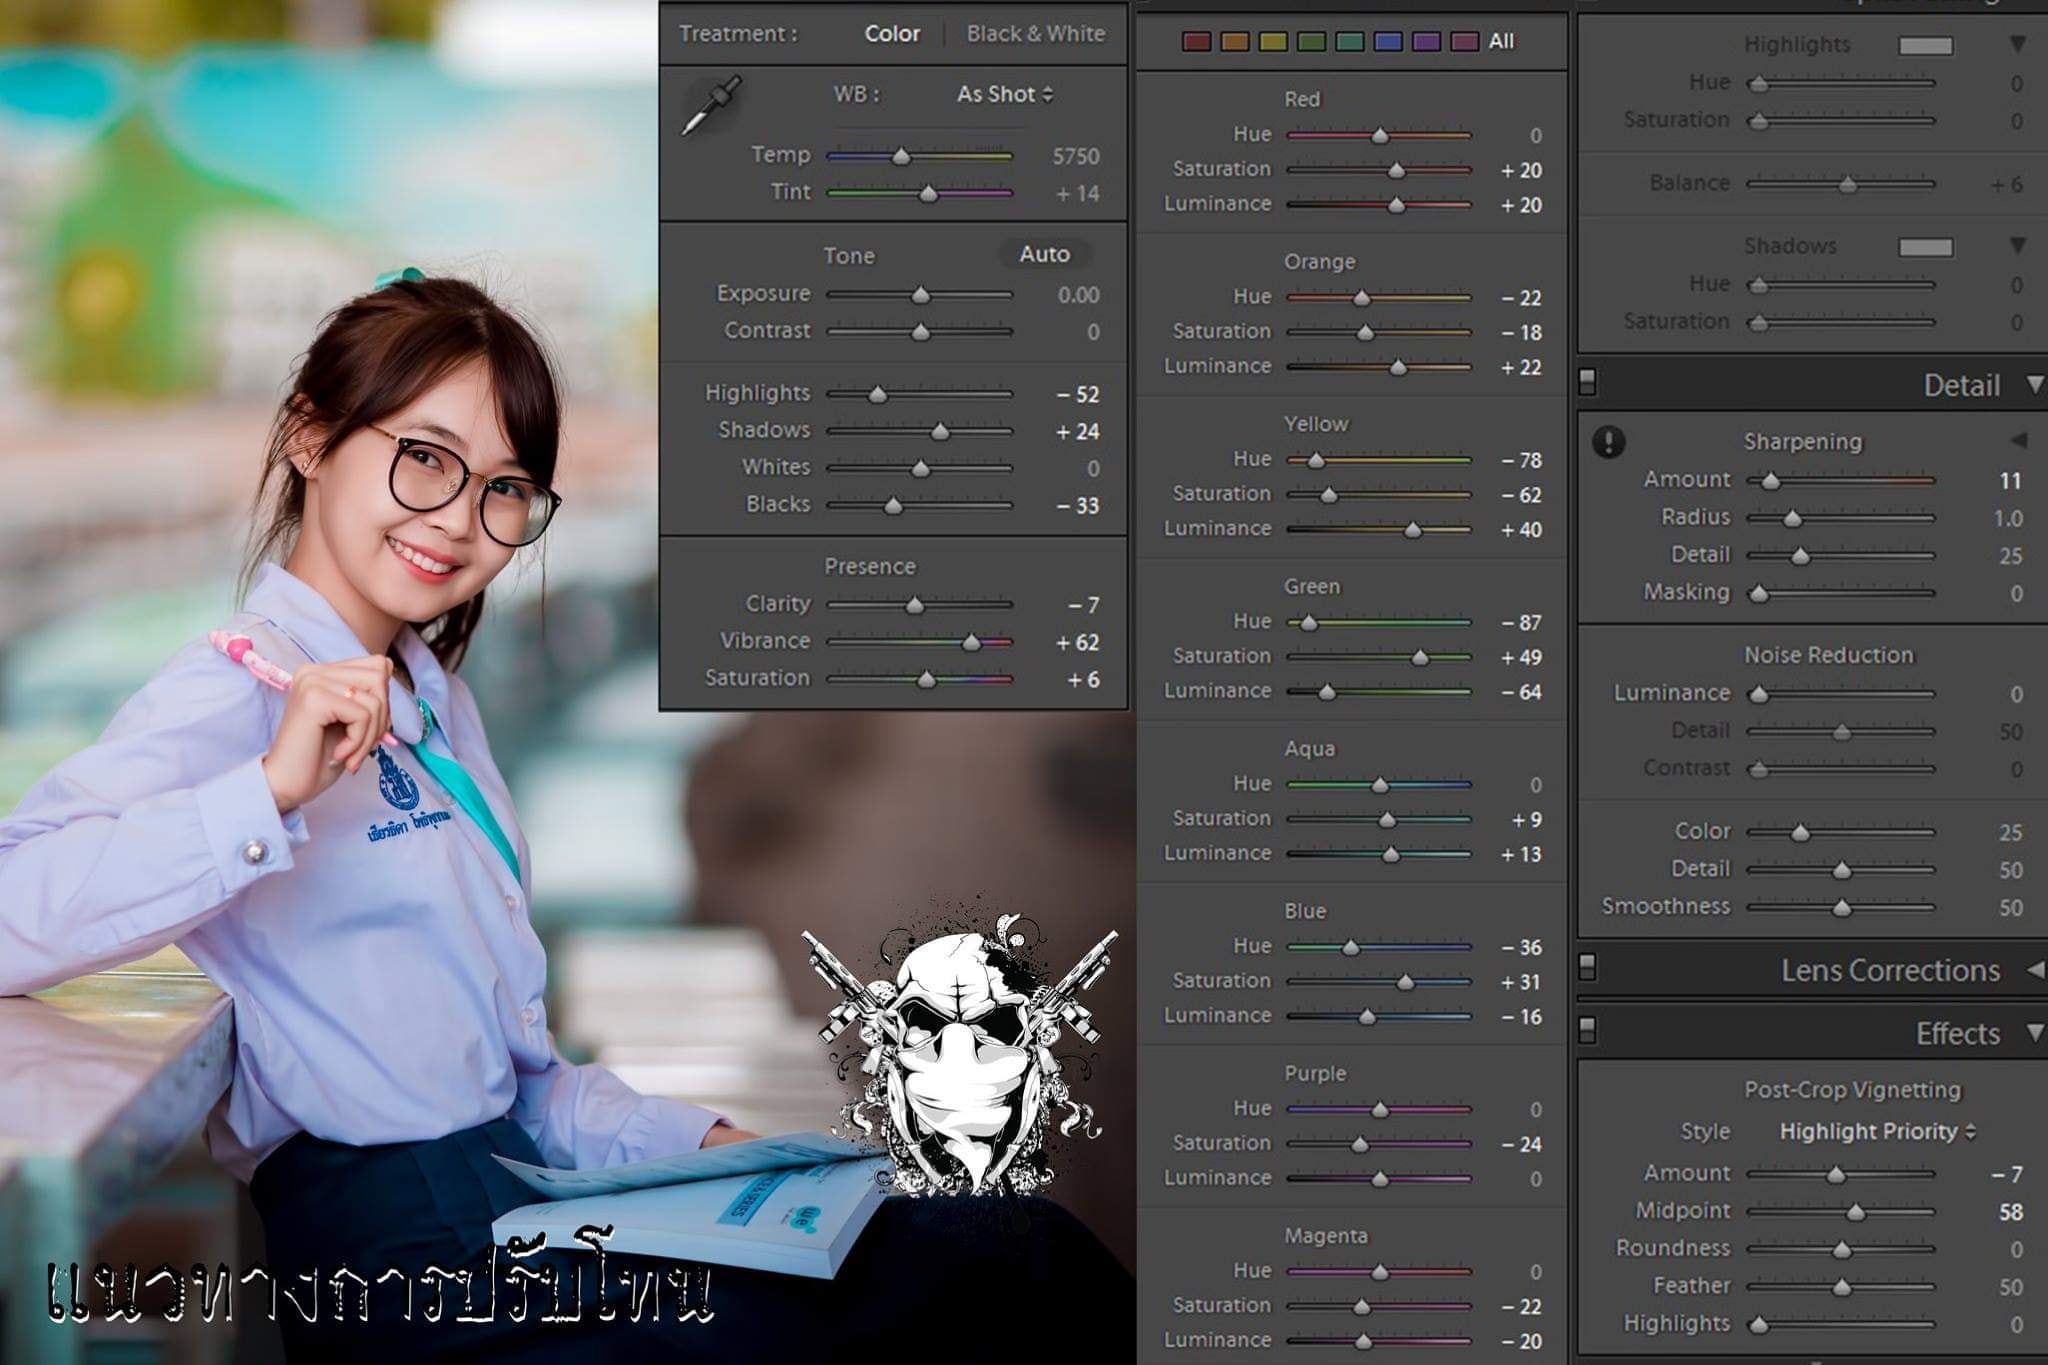 Treatment : Color Black & White
WB : As Shot
Temp 5750
Tint + 14
Tone Auto
Exposure 0.00
Contrast 0
Highlights – 52
Shadows + 24
Whites 0
Blacks – 33
Presence
Clarity – 7
Vibrance + 62
Saturation + 6
All
Red
Hue 0
Saturation + 20
Luminance + 20
Orange
Hue – 22
Saturation – 18
Luminance + 22
Yellow
Hue – 78
Saturation – 62
Luminance + 40
Green
Hue – 87
Saturation + 49
Luminance – 64
Aqua
Hue 0
Saturation + 9
Luminance + 13
Blue
Hue – 36
Saturation + 31
Luminance – 16
Purple
Hue 0
Saturation – 24
Luminance 0
Magenta
Hue 0
Saturation – 22
Luminance – 20
Highlights
Hue 0
Saturation 0
Balance + 6
Shadows
Hue 0
Saturation 0
Detail
Sharpening
Amount 11
Radius 1.0
Detail 25
Masking 0
Noise Reduction
Luminance 0
Detail 50
Contrast 0
Color 25
Detail 50
Smoothness 50
Lens Corrections
Effects
Post-Crop Vignetting
Style Highlight Priority
Amount – 7
Midpoint 58
Roundness 0
Feather 50
Highlights 0
แนวทางการปรับโทน